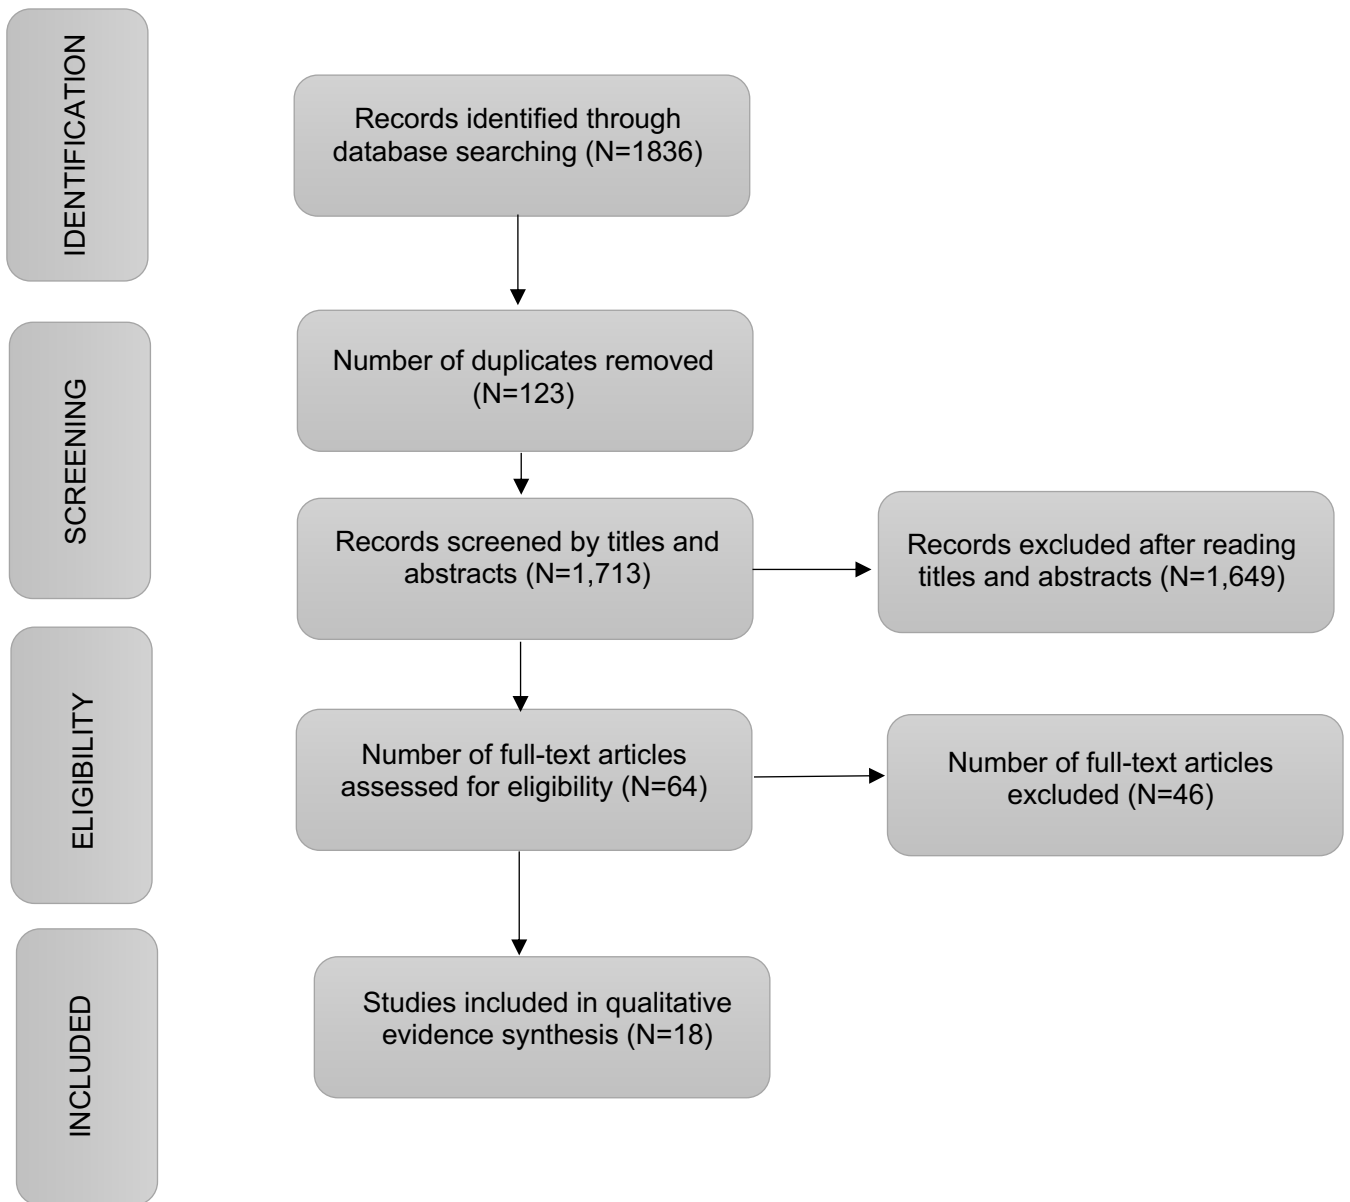 IDENTIFICATION
Records identified through
database searching (N=1836)
SCREENING
Number of duplicates removed
(N=123)
Records screened by titles and
abstracts (N=1,713)
Records excluded after reading
titles and abstracts (N=1,649)
ELIGIBILITY
Number of full-text articles
assessed for eligibility (N=64)
Number of full-text articles
excluded (N=46)
INCLUDED
Studies included in qualitative
evidence synthesis (N=18)